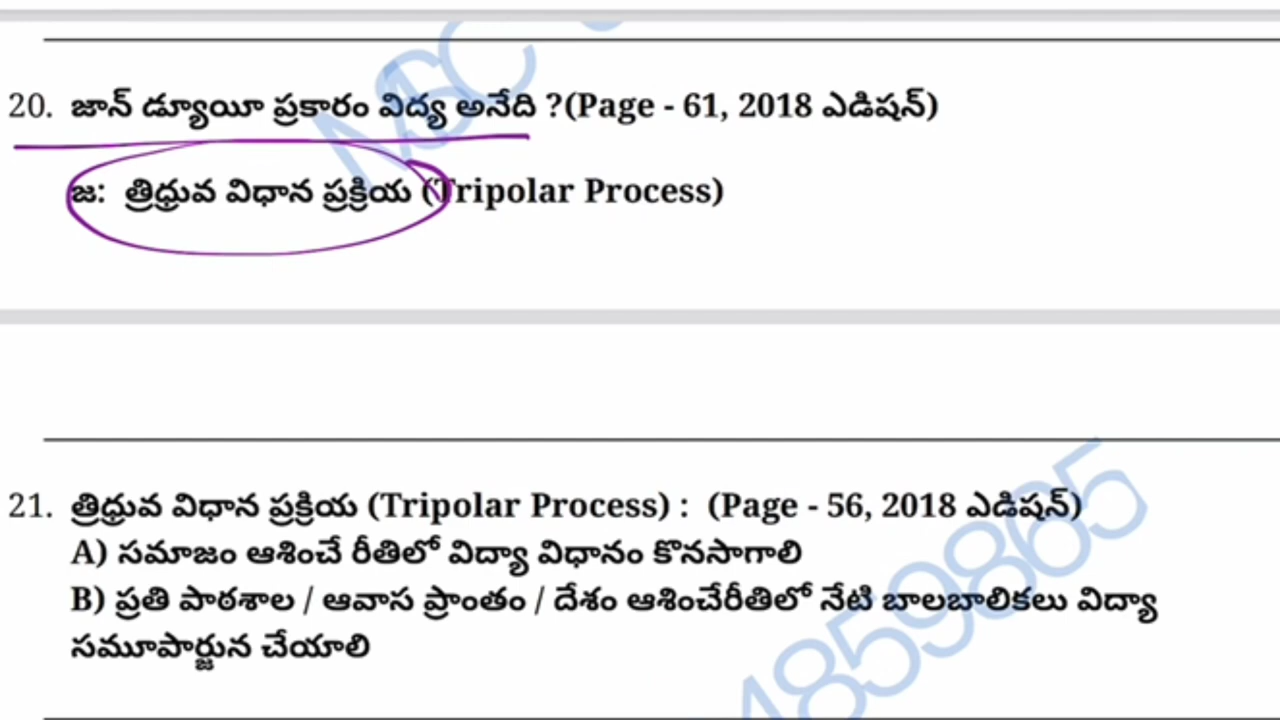 20. జాన్ డ్యూయీ ప్రకారం విద్య అనేది ?(Page - 61, 2018 ఎడిషన్)
జ: త్రిధ్రువ విధాన ప్రక్రియ (Tripolar Process)
21. త్రిధ్రువ విధాన ప్రక్రియ (Tripolar Process) : (Page - 56, 2018 ఎడిషన్)
A) సమాజం ఆశించే రీతిలో విద్యా విధానం కొనసాగాలి
B) ప్రతి పాఠశాల / ఆవాస ప్రాంతం / దేశం ఆశించేరీతిలో నేటి బాలబాలికలు విద్యా
సమూపార్జున చేయాలి